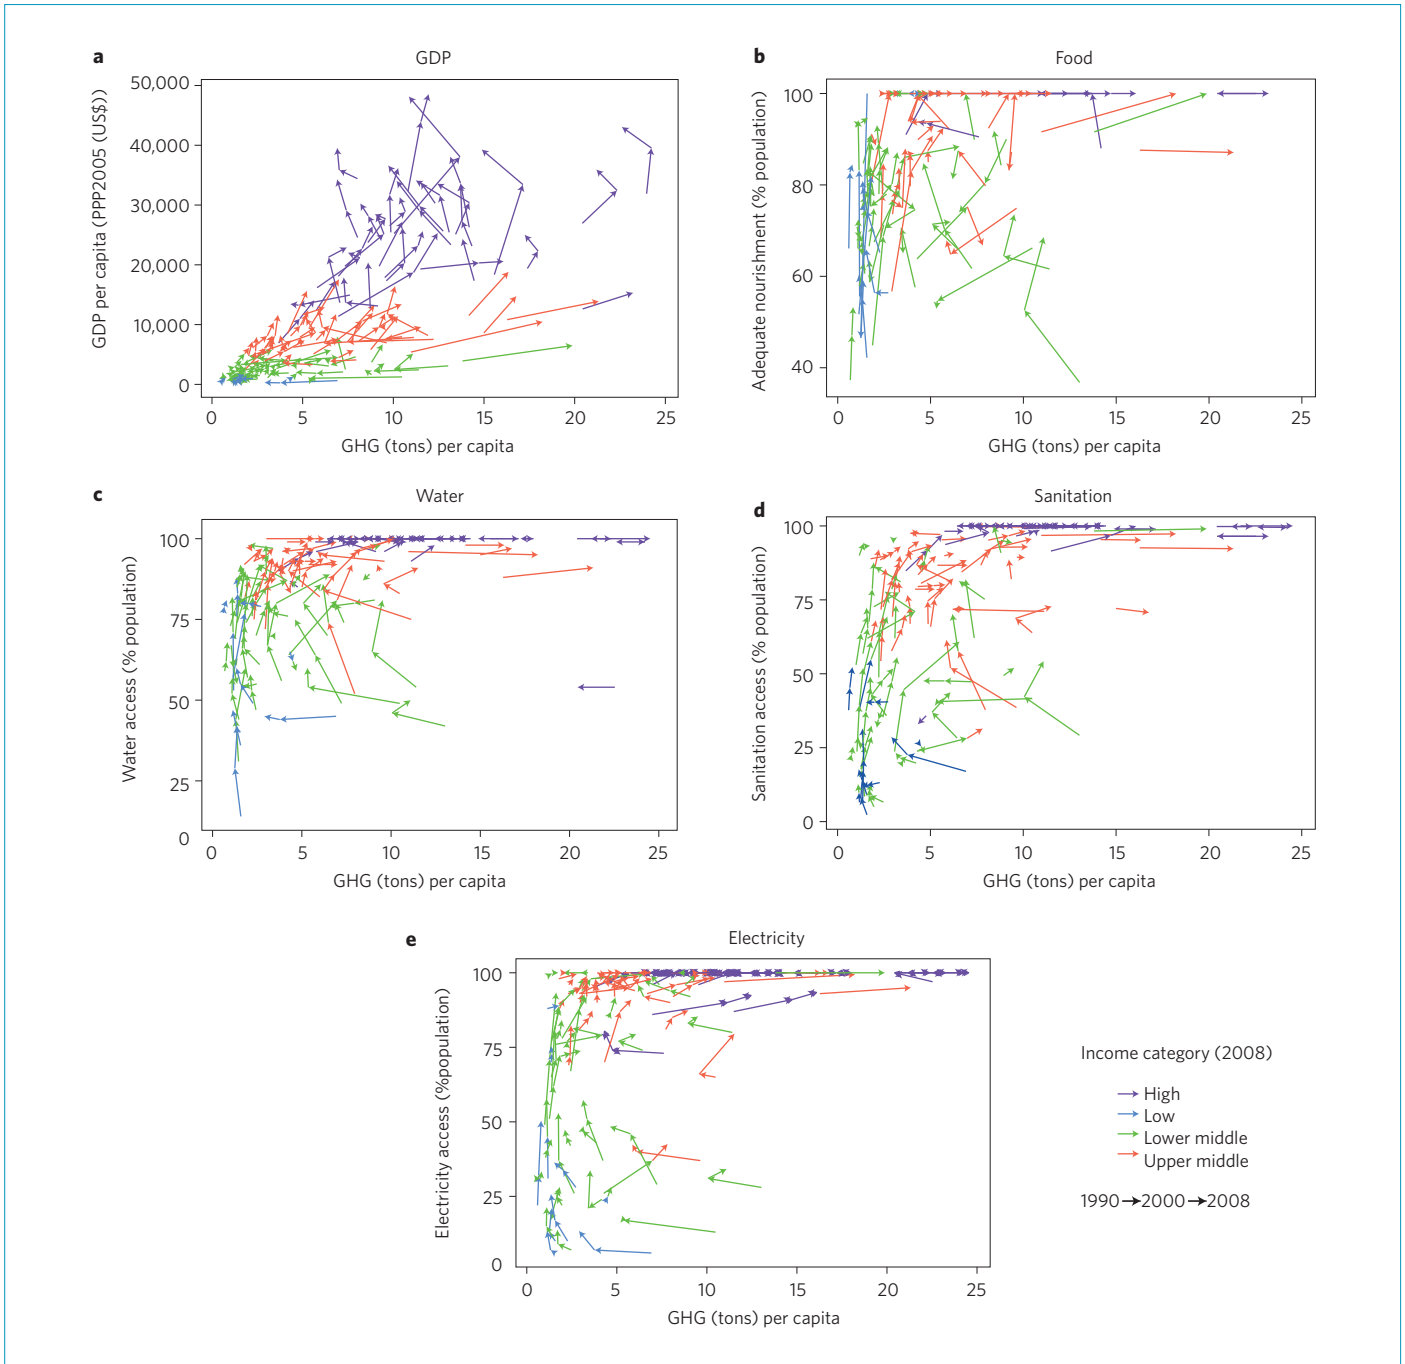 a
GDP
GDP per capita (PPP2005 (US$))
50,000
40,000
30,000
20,000
10,000
0
0 5 10 15 20 25
GHG (tons) per capita
b
Food
Adequate nourishment (% population)
100
80
60
40
0 5 10 15 20 25
GHG (tons) per capita
c
Water
Water access (% population)
100
75
50
25
0
0 5 10 15 20 25
GHG (tons) per capita
d
Sanitation
Sanitation access (% population)
100
75
50
25
0
0 5 10 15 20 25
GHG (tons) per capita
e
Electricity
Electricity access (%population)
100
75
50
25
0
0 5 10 15 20 25
GHG (tons) per capita
Income category (2008)
High
Low
Lower middle
Upper middle
1990→2000→2008